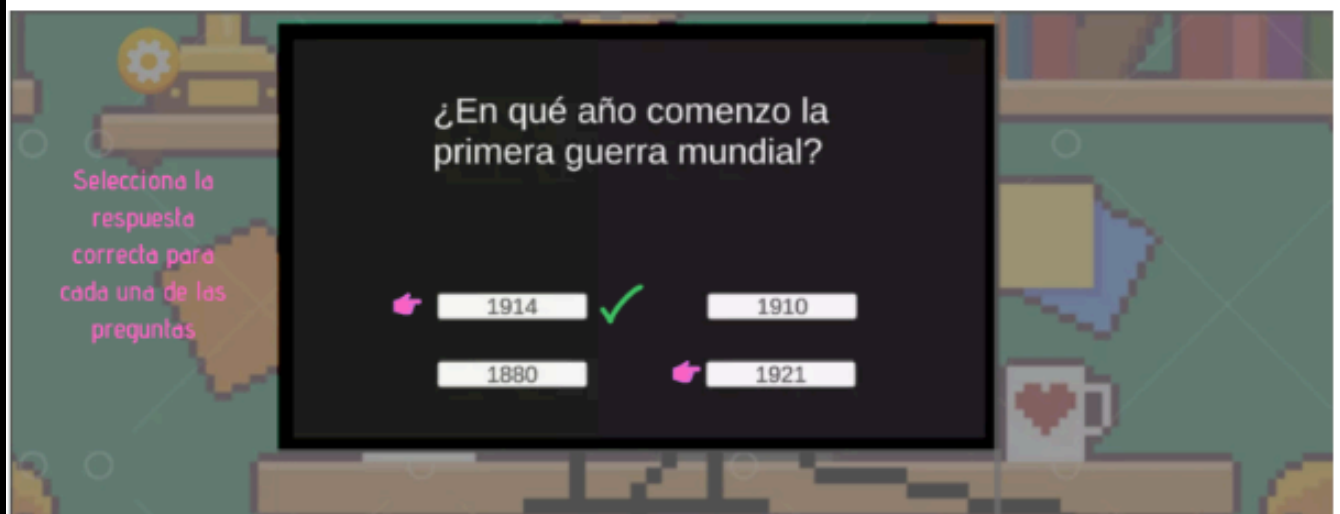 ¿En qué año comenzo la
primera guerra mundial?
Selecciona la
respuesta
correcta para
cada una de las
preguntas
1914
1910
1880
1921